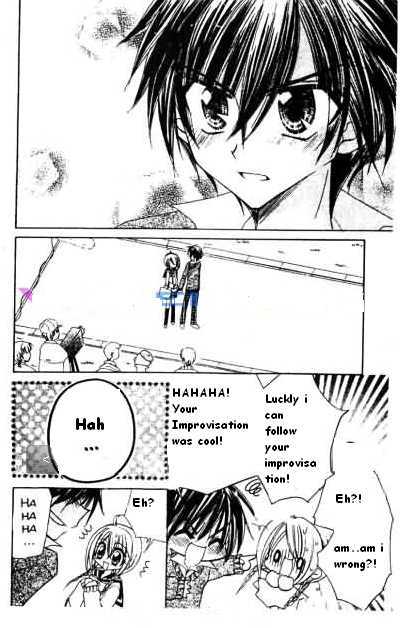 Hah
...
HAHAHA!
Your
Improvisation
was cool!
Luckly i
can
follow
your
improvisa
tion!
Eh?!
am..am i
wrong?!
HA
HA
HA
...
Eh?